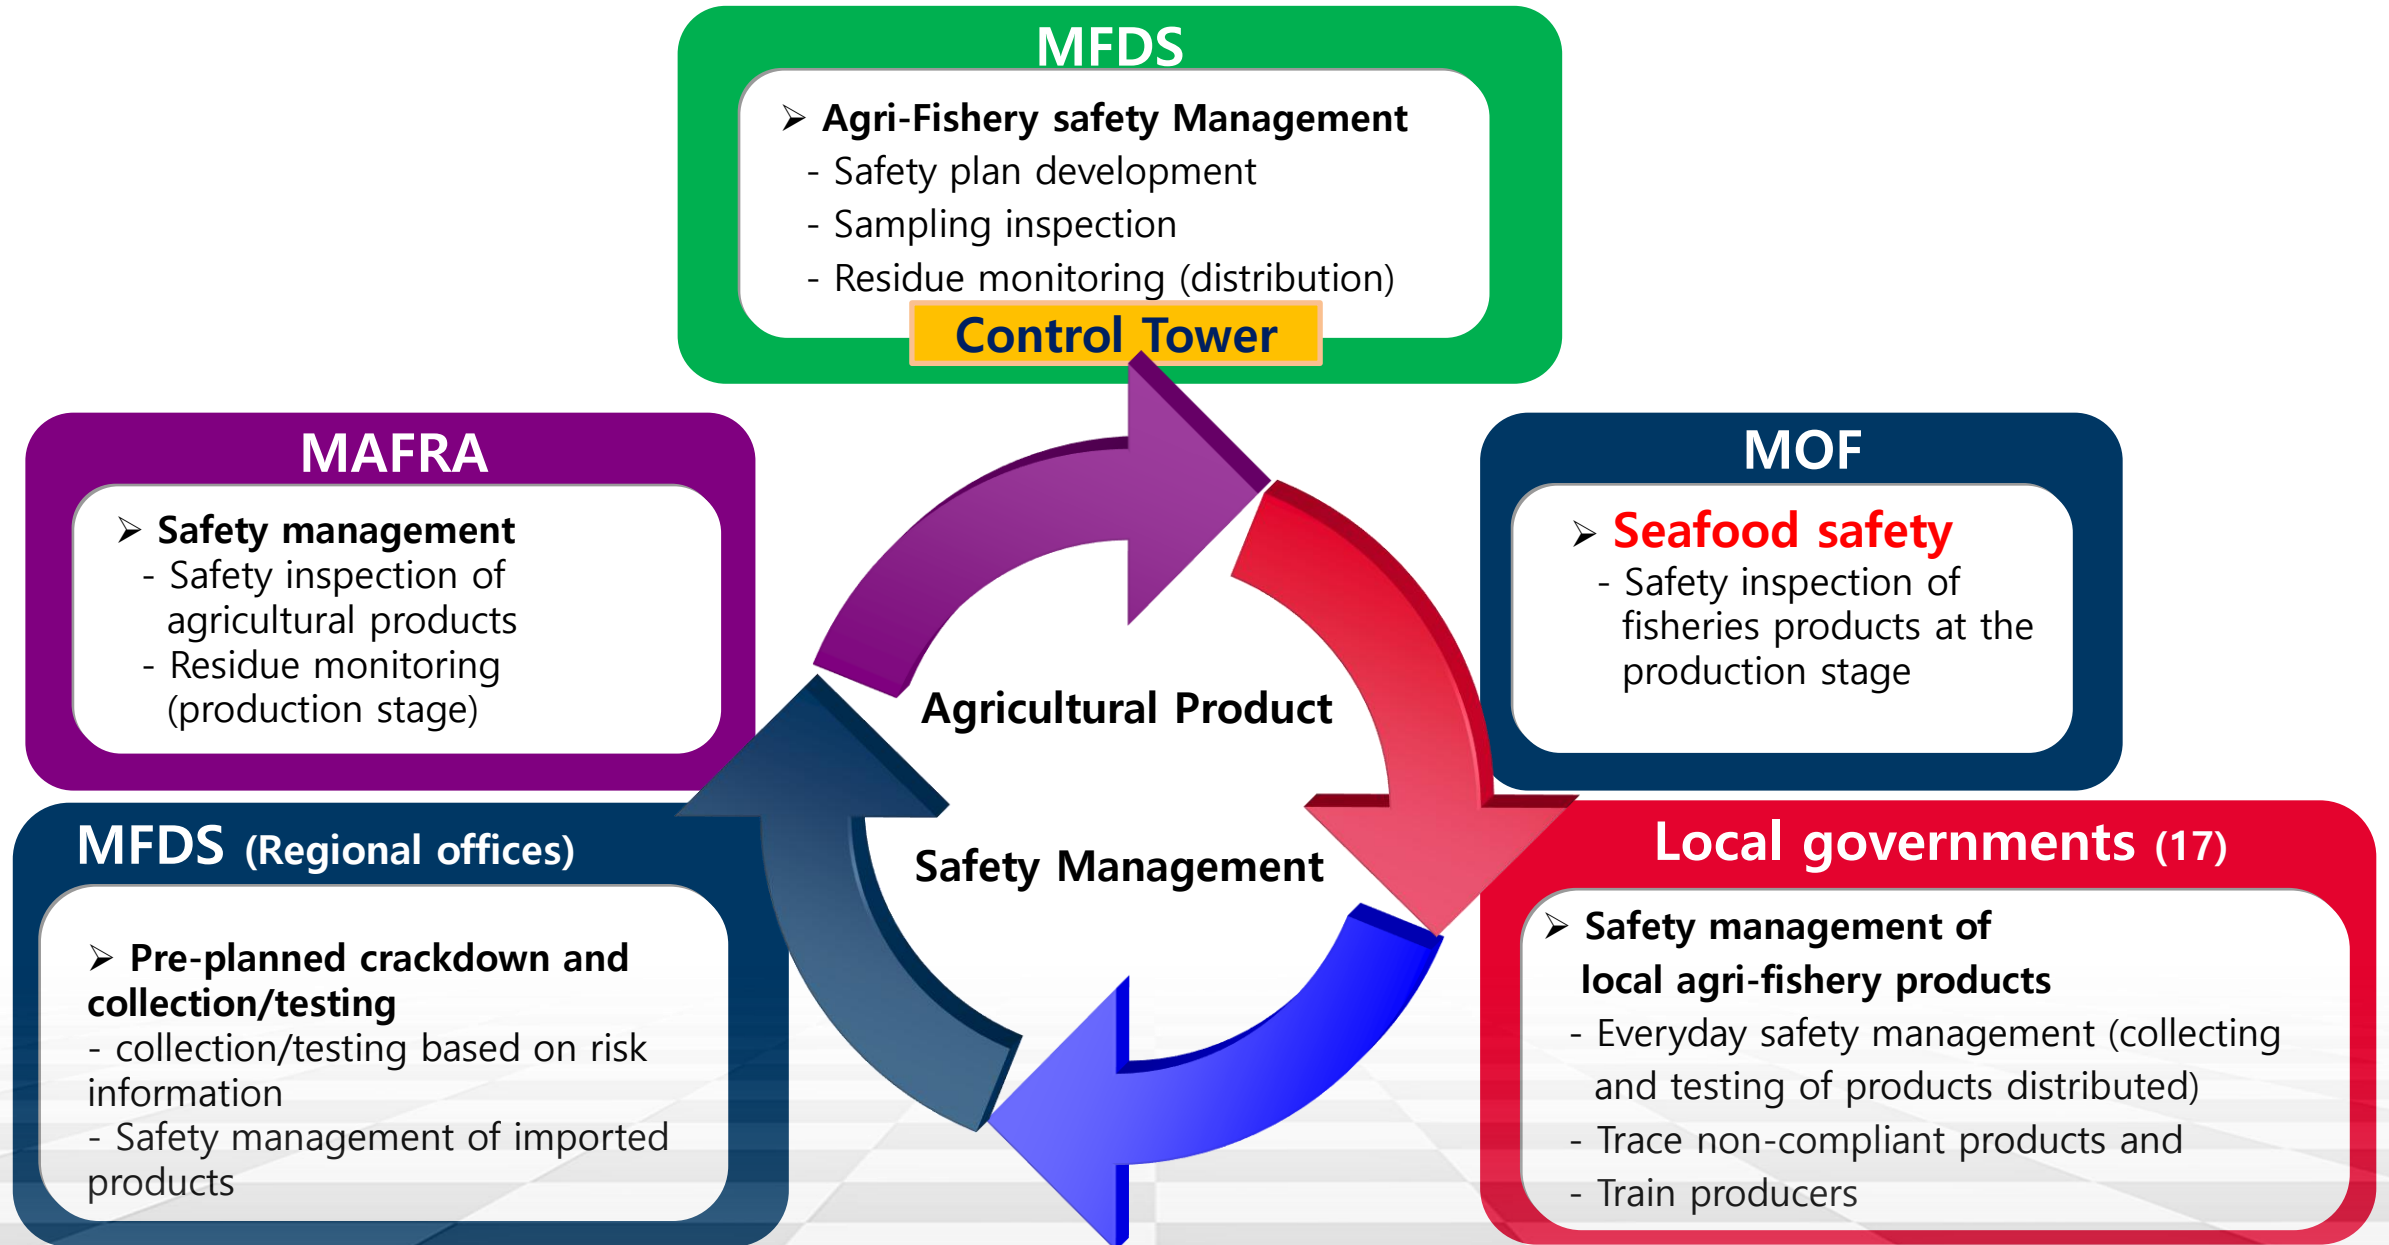 MFDS
➢ Agri-Fishery safety Management
- Safety plan development
- Sampling inspection
- Residue monitoring (distribution)
Control Tower
MAFRA
➢ Safety management
- Safety inspection of
agricultural products
- Residue monitoring
(production stage)
MOF
➢ Seafood safety
- Safety inspection of
fisheries products at the
production stage
Agricultural Product
Safety Management
MFDS (Regional offices)
➢ Pre-planned crackdown and
collection/testing
- collection/testing based on risk
information
- Safety management of imported
products
Local governments (17)
➢ Safety management of
local agri-fishery products
- Everyday safety management (collecting
and testing of products distributed)
- Trace non-compliant products and
- Train producers